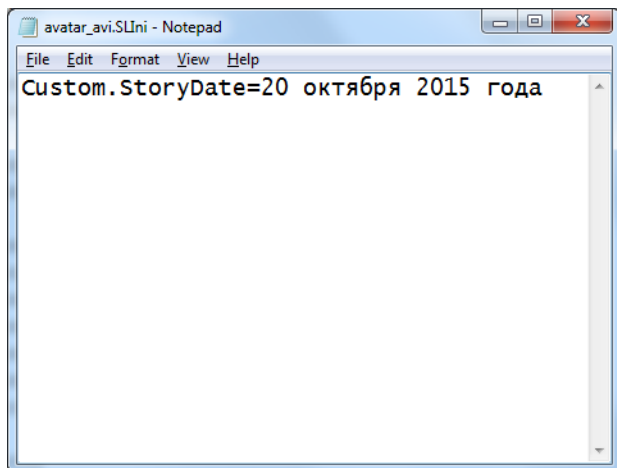 avatar_avi.SLIni - Notepad
File Edit Format View Help
Custom.StoryDate=20 октября 2015 года